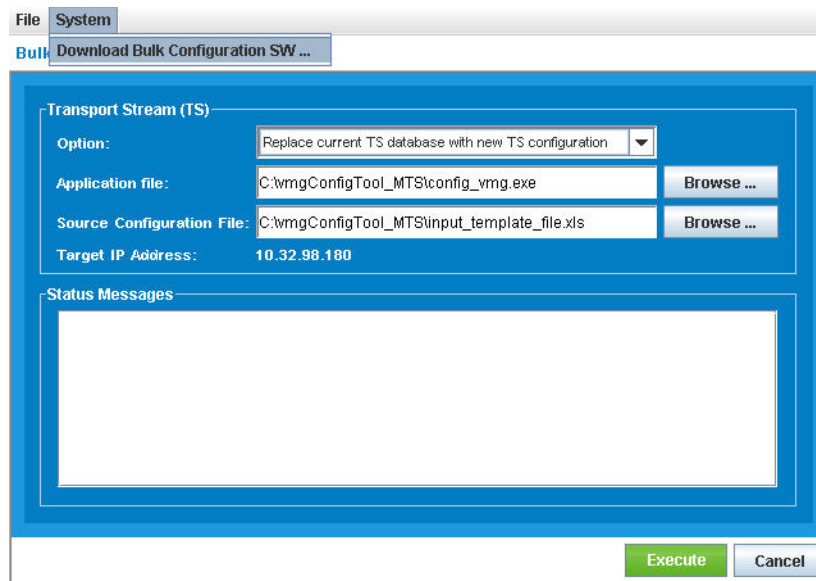 File System
Bulk Download Bulk Configuration SW ...
Transport Stream (TS)
Option: Replace current TS database with new TS configuration
Application file: C:\vmgConfigTool_MTS\config_vmg.exe Browse ...
Source Configuration File: C:\vmgConfigTool_MTS\input_template_file.xls Browse ...
Target IP Address: 10.32.98.180
Status Messages
Execute Cancel